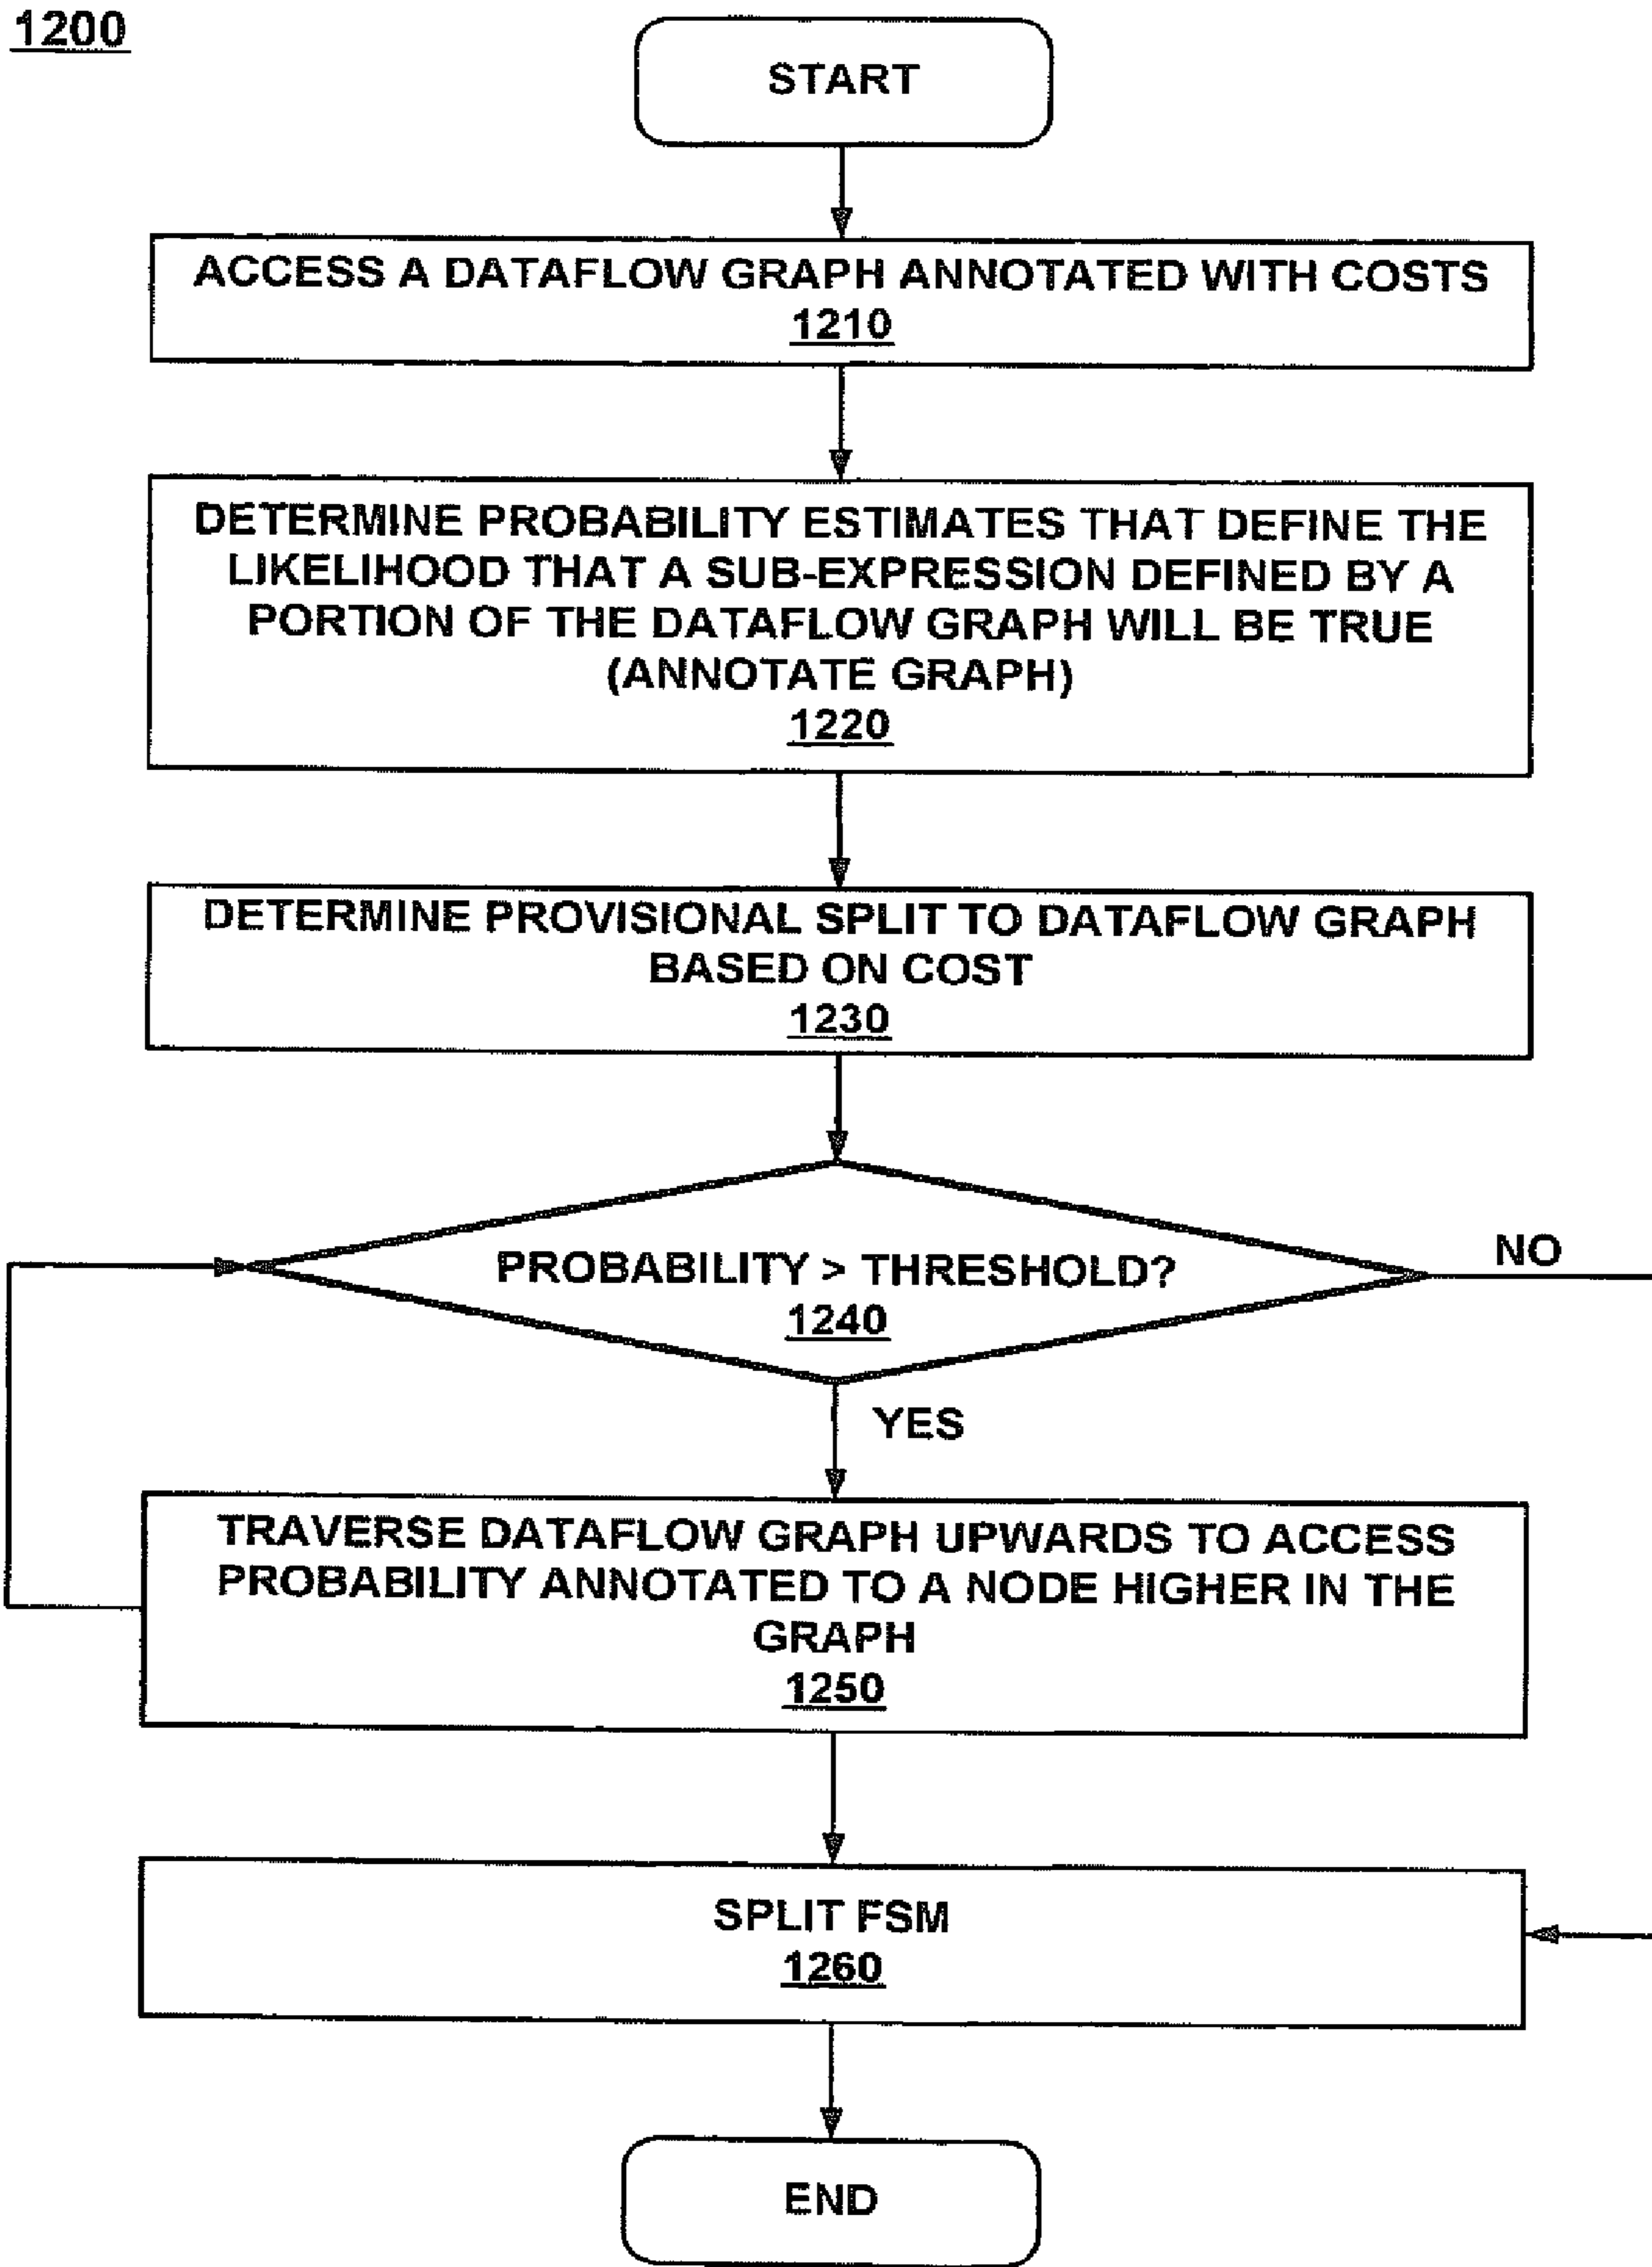 1200
START
ACCESS A DATAFLOW GRAPH ANNOTATED WITH COSTS
1210
DETERMINE PROBABILITY ESTIMATES THAT DEFINE THE
LIKELIHOOD THAT A SUB-EXPRESSION DEFINED BY A
PORTION OF THE DATAFLOW GRAPH WILL BE TRUE
(ANNOTATE GRAPH)
1220
DETERMINE PROVISIONAL SPLIT TO DATAFLOW GRAPH
BASED ON COST
1230
PROBABILITY > THRESHOLD?
1240
NO
YES
TRAVERSE DATAFLOW GRAPH UPWARDS TO ACCESS
PROBABILITY ANNOTATED TO A NODE HIGHER IN THE
GRAPH
1250
SPLIT FSM
1260
END